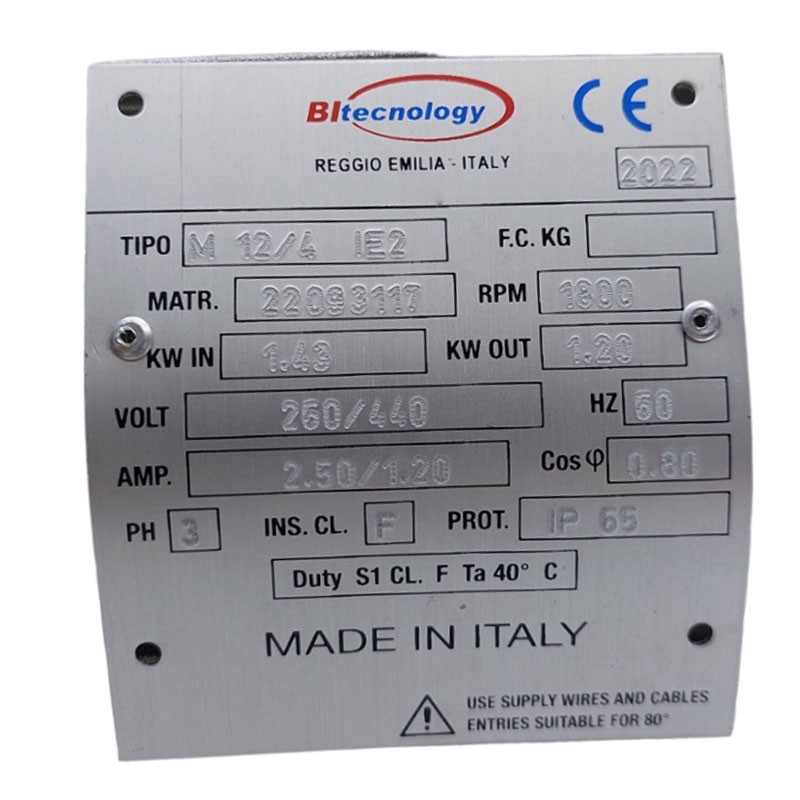 BItecnology CE
REGGIO EMILIA - ITALY
2022
TIPO M 12/4 IE2 F.C. KG
MATR. 22093117 RPM 1800
KW IN 1.43 KW OUT 1.20
VOLT 260/440 HZ 60
AMP. 2.50/1.20 Cos φ 0.80
PH 3 INS. CL. F PROT. IP 65
Duty S1 CL. F Ta 40° C
MADE IN ITALY
USE SUPPLY WIRES AND CABLES
ENTRIES SUITABLE FOR 80°